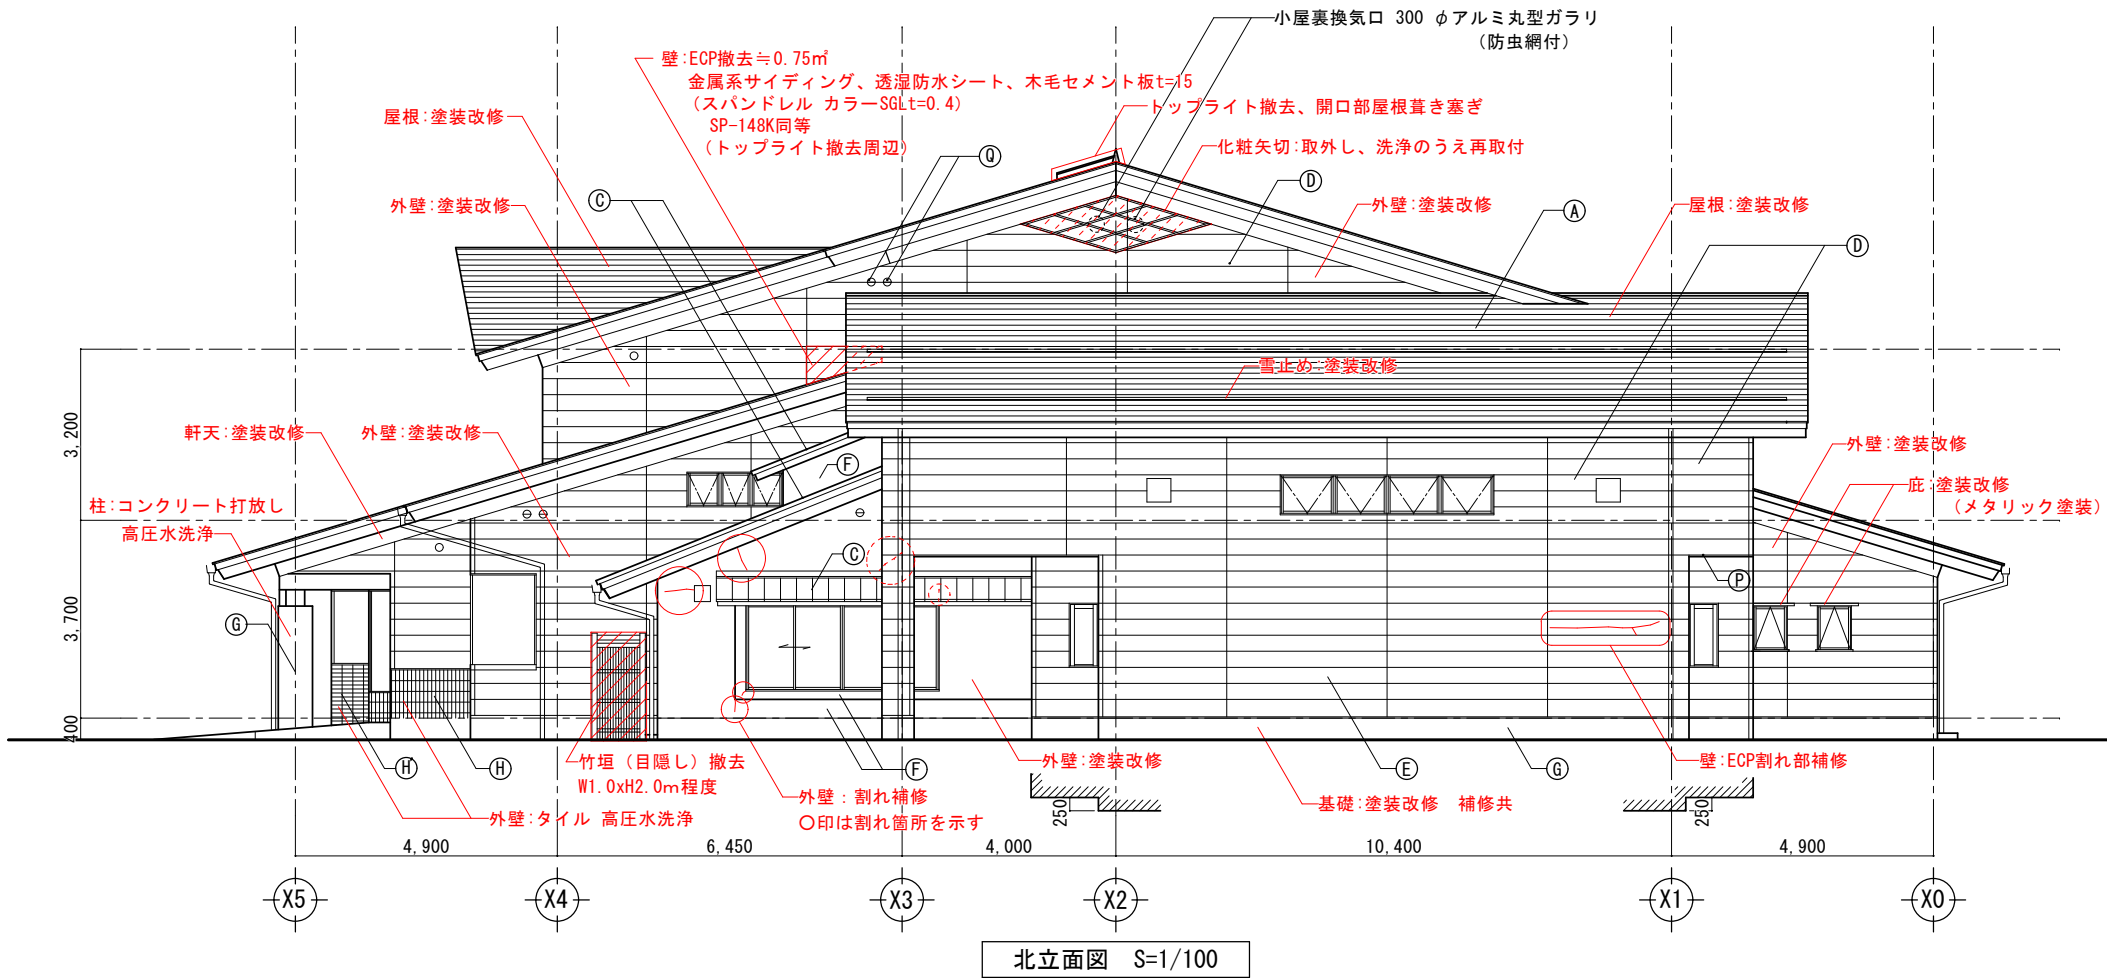 小屋裏換気口 300 φアルミ丸型ガラリ
(防虫網付)
壁:ECP撤去≒0.75㎡
金属系サイディング、透湿防水シート、木毛セメント板t=15
(スパンドレル カラーSGLt=0.4)
SP-148K同等
(トップライト撤去周辺)
トップライト撤去、開口部屋根葺き塞ぎ
屋根:塗装改修
化粧矢切:取外し、洗浄のうえ再取付
Q
D
C
外壁:塗装改修
外壁:塗装改修
A
屋根:塗装改修
D
雪止め:塗装改修
3,200
軒天:塗装改修
外壁:塗装改修
F
外壁:塗装改修
庇:塗装改修
(メタリック塗装)
柱:コンクリート打放し
高圧水洗浄
C
P
3,700
G
400
H'
H
竹垣(目隠し)撤去
W1.0xH2.0m程度
F
外壁:塗装改修
E
G
壁:ECP割れ部補修
外壁:割れ補修
○印は割れ箇所を示す
基礎:塗装改修 補修共
外壁:タイル 高圧水洗浄
250
250
4,900
6,450
4,000
10,400
4,900
X5
X4
X3
X2
X1
X0
北立面図 S=1/100